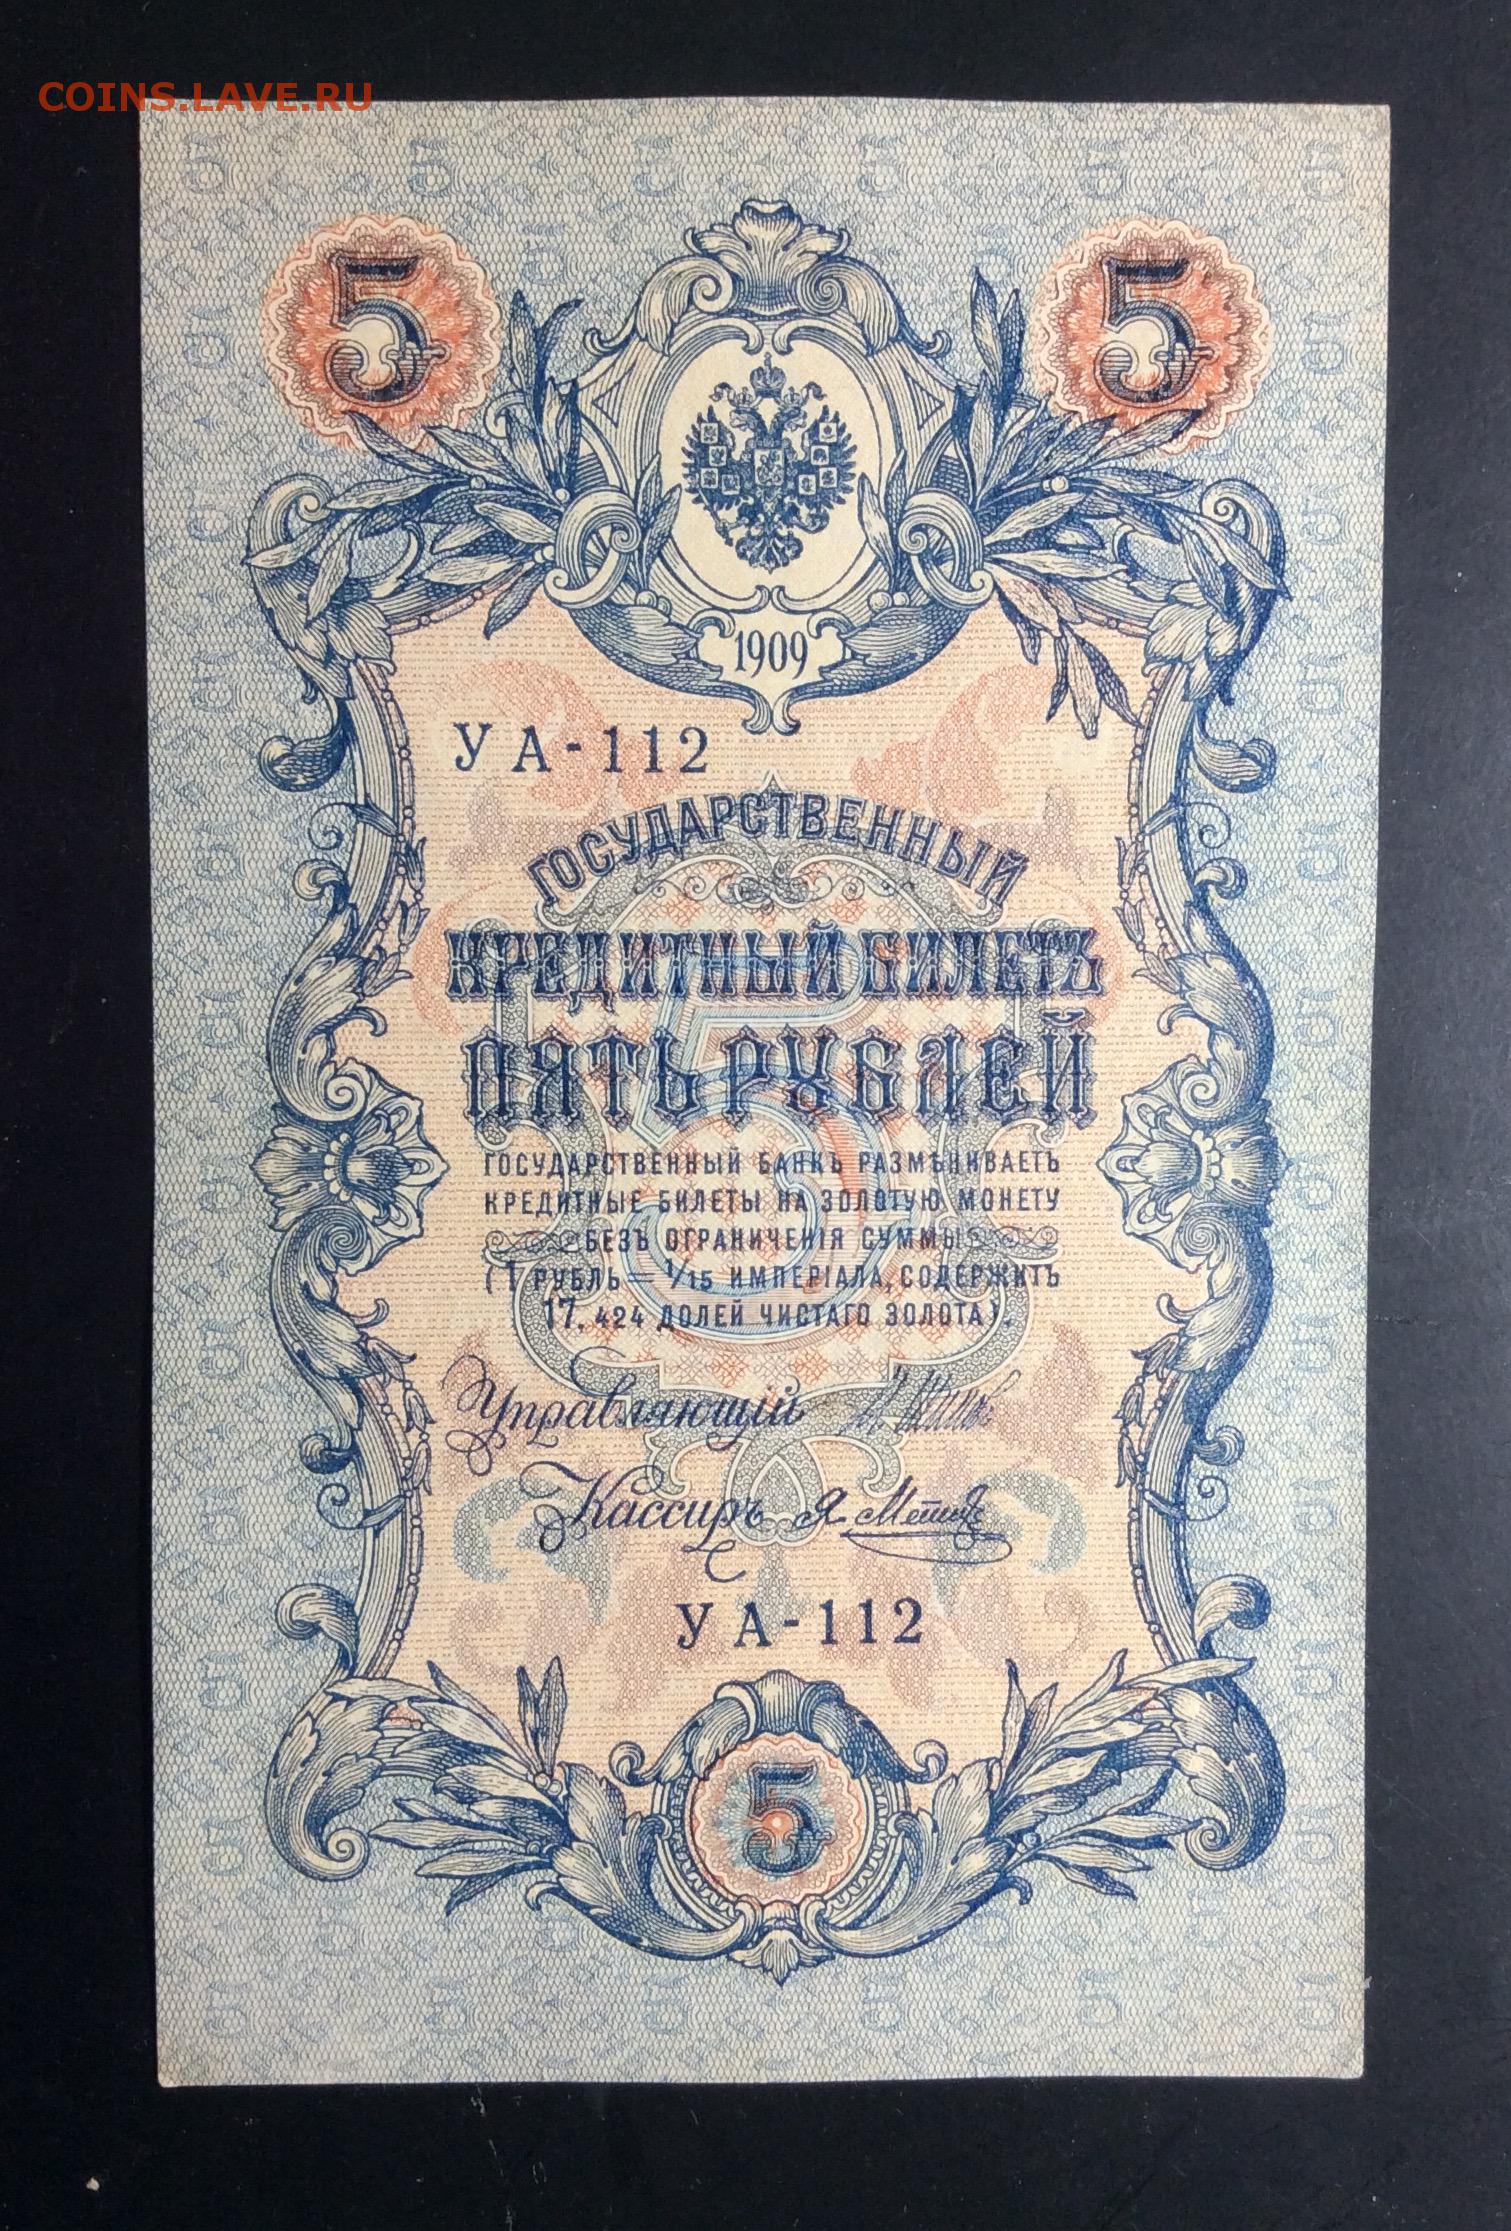 COINS.LAVE.RU
5 5
1909
УА-112
ГОСУДАРСТВЕННЫЙ
КРЕДИТНЫЙ БИЛЕТЪ
ПЯТЬ РУБЛЕЙ
ГОСУДАРСТВЕННЫЙ БАНКЪ РАЗМѢНИВАЕТЪ
КРЕДИТНЫЕ БИЛЕТЫ НА ЗОЛОТУЮ МОНЕТУ
БЕЗЪ ОГРАНИЧЕНІЯ СУММЫ
(1 РУБЛЬ = 1/15 ИМПЕРІАЛА, СОДЕРЖИТЪ
17, 424 ДОЛЕЙ ЧИСТАГО ЗОЛОТА).
Управляющій
Кассиръ Я. Метц
УА-112
5